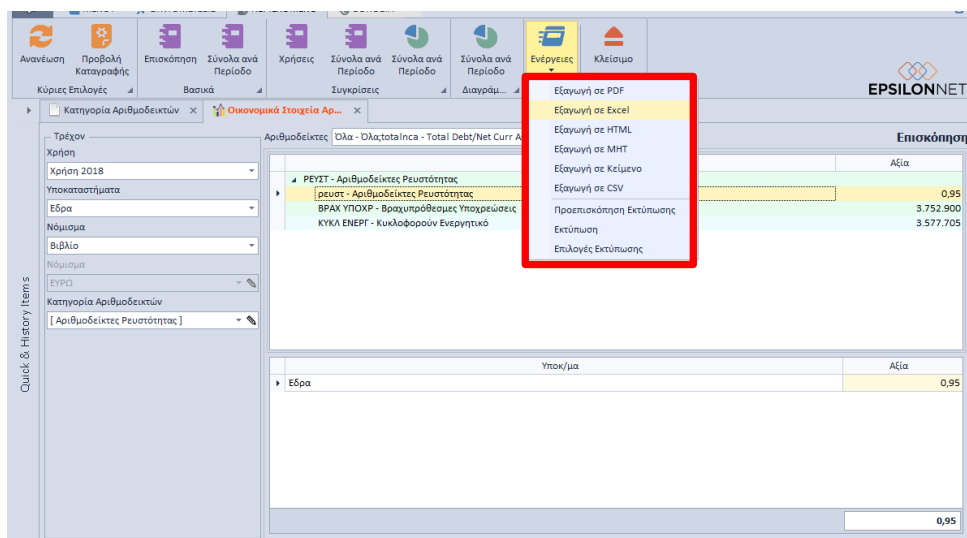 Ανανέωση
Προβολή Καταγραφής
Επισκόπηση
Σύνολα ανά Περίοδο
Χρήσεις
Σύνολα ανά Περίοδο
Σύνολα ανά Περίοδο
Σύνολα ανά Περίοδο
Ενέργειες
Κλείσιμο
Κύριες Επιλογές
Βασικά
Συγκρίσεις
Διαγράμ...
EPSILONNET
Κατηγορία Αριθμοδεικτών ×
Οικονομικά Στοιχεία Αρ... ×
Εξαγωγή σε PDF
Εξαγωγή σε Excel
Εξαγωγή σε HTML
Εξαγωγή σε MHT
Εξαγωγή σε Κείμενο
Εξαγωγή σε CSV
Προεπισκόπηση Εκτύπωσης
Εκτύπωση
Επιλογές Εκτύπωσης
Τρέχον
Χρήση
Χρήση 2018
Υποκαταστήματα
Εδρα
Νόμισμα
Βιβλίο
Νόμισμα
ΕΥΡΩ
Κατηγορία Αριθμοδεικτών
[ Αριθμοδείκτες Ρευστότητας ]
Quick & History Items
Αριθμοδείκτες Όλα - Όλα;totalnca - Total Debt/Net Curr A
Επισκόπηση
Αξία
ΡΕΥΣΤ - Αριθμοδείκτες Ρευστότητας
ρευστ - Αριθμοδείκτες Ρευστότητας 0,95
ΒΡΑΧ ΥΠΟΧΡ - Βραχυπρόθεσμες Υποχρεώσεις 3.752.900
ΚΥΚΛ ΕΝΕΡΓ - Κυκλοφορούν Ενεργητικό 3.577.705
Υποκ/μα Αξία
Εδρα 0,95
0,95